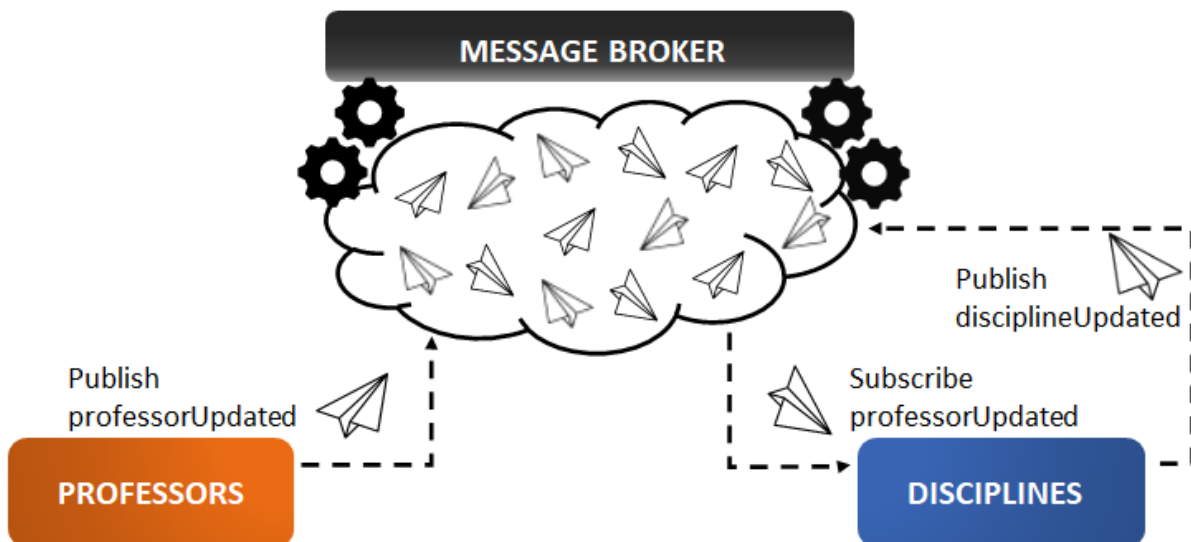 MESSAGE BROKER
Publish
disciplineUpdated
Publish
professorUpdated
Subscribe
professorUpdated
PROFESSORS
DISCIPLINES